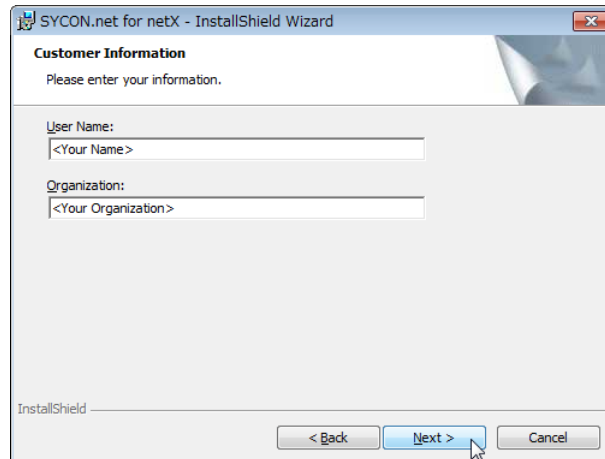 SYCON.net for netX - InstallShield Wizard
Customer Information
Please enter your information.
User Name:
<Your Name>
Organization:
<Your Organization>
InstallShield
< Back Next > Cancel